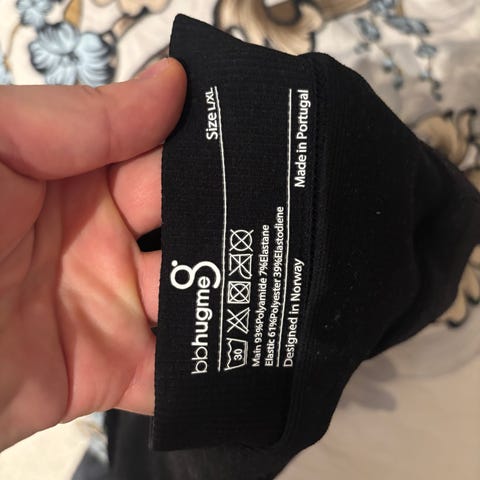 bbhugme
Size L/XL
30
Main 93%Polyamide 7%Elastane
Elastic 61%Polyester 39%Elastodiene
Designed in Norway
Made in Portugal